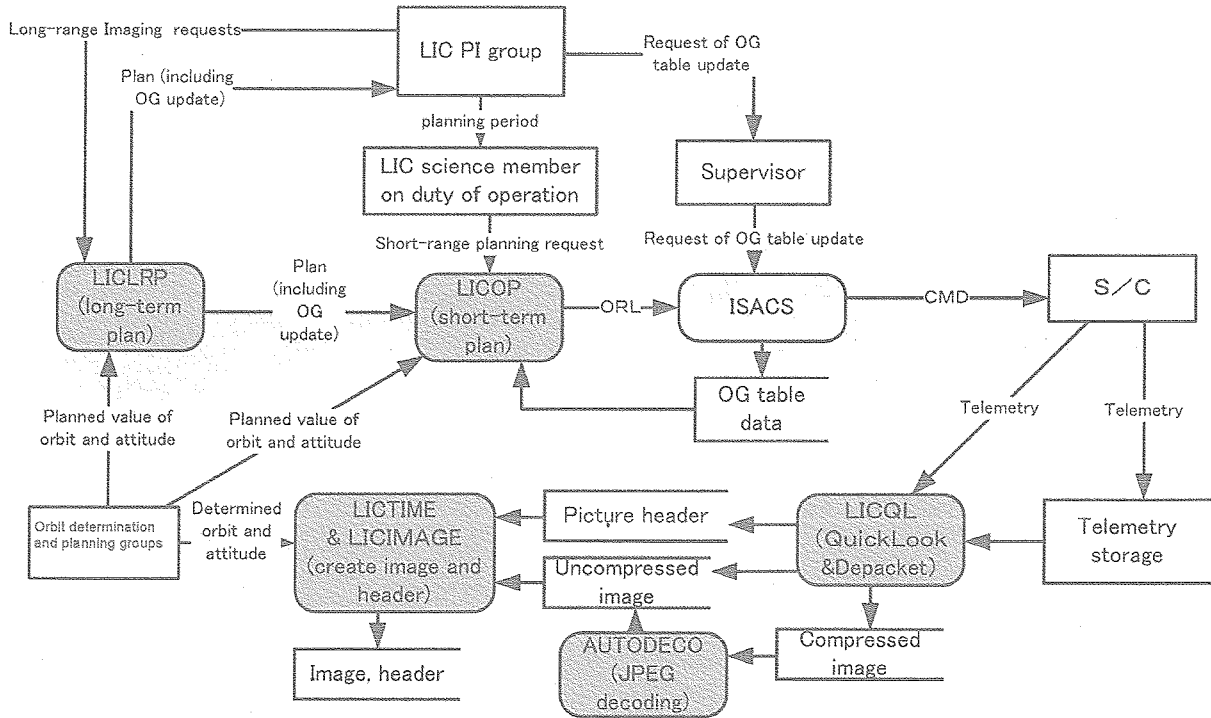 Long-range Imaging requests
LIC PI group
Request of OG
table update
Plan (including
OG update)
planning period
LIC science member
on duty of operation
Supervisor
Short-range planning request
Request of OG table update
LICLRP
(long-term
plan)
Plan
(including
OG
update)
LICOP
(short-term
plan)
ORL
ISACS
CMD
S/C
OG table
data
Planned value of
orbit and attitude
Planned value of
orbit and attitude
Telemetry
Telemetry
Orbit determination
and planning groups
Determined
orbit and
attitude
LICTIME
& LICIMAGE
(create image and
header)
Picture header
Uncompressed
image
LICQL
(QuickLook
&Depacket)
Telemetry
storage
Image, header
AUTODECO
(JPEG
decoding)
Compressed
image